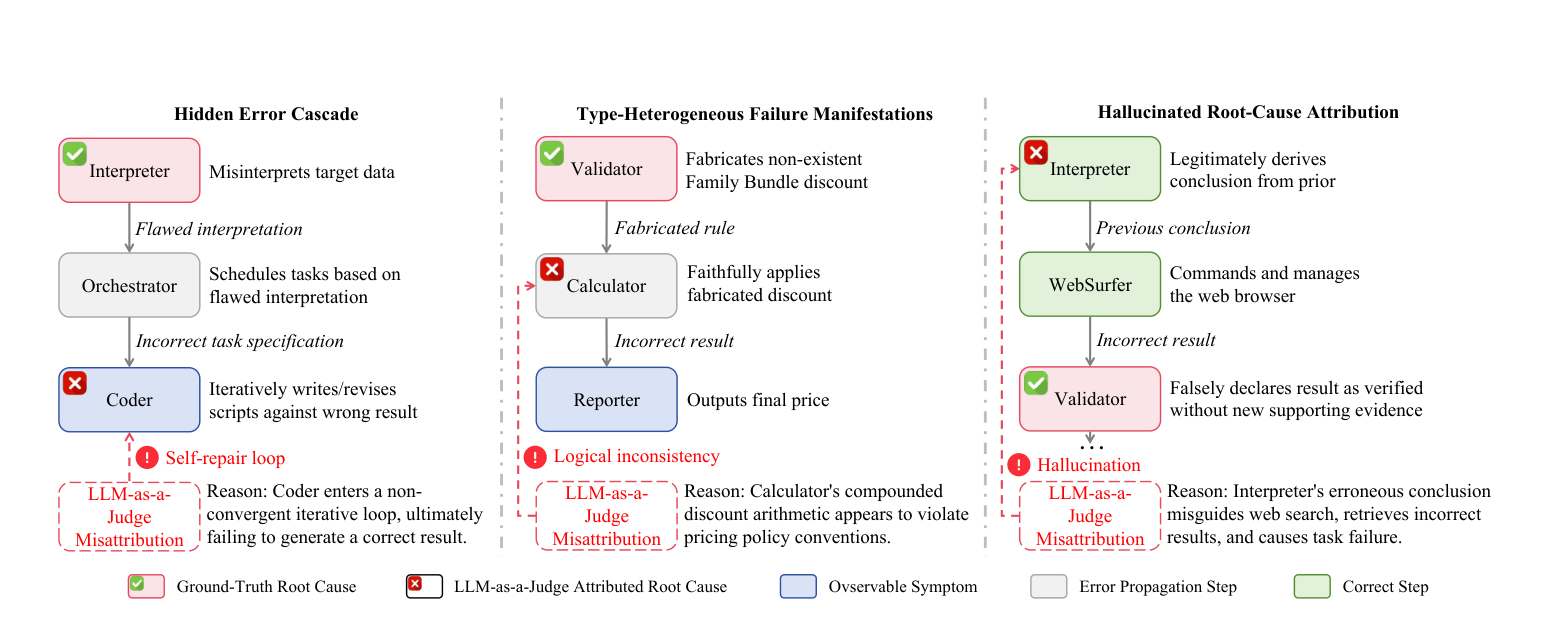 Hidden Error Cascade
Interpreter
Misinterprets target data
Flawed interpretation
Orchestrator
Schedules tasks based on
flawed interpretation
Incorrect task specification
Coder
Iteratively writes/revises
scripts against wrong result
! Self-repair loop
LLM-as-a-
Judge
Misattribution
Reason: Coder enters a non-
convergent iterative loop, ultimately
failing to generate a correct result.
Type-Heterogeneous Failure Manifestations
Validator
Fabricates non-existent
Family Bundle discount
Fabricated rule
Calculator
Faithfully applies
fabricated discount
Incorrect result
Reporter
Outputs final price
! Logical inconsistency
LLM-as-a-
Judge
Misattribution
Reason: Calculator's compounded
discount arithmetic appears to violate
pricing policy conventions.
Hallucinated Root-Cause Attribution
Interpreter
Legitimately derives
conclusion from prior
Previous conclusion
WebSurfer
Commands and manages
the web browser
Incorrect result
Validator
Falsely declares result as verified
without new supporting evidence
...
! Hallucination
LLM-as-a-
Judge
Misattribution
Reason: Interpreter's erroneous conclusion
misguides web search, retrieves incorrect
results, and causes task failure.
Ground-Truth Root Cause
LLM-as-a-Judge Attributed Root Cause
Ovservable Symptom
Error Propagation Step
Correct Step